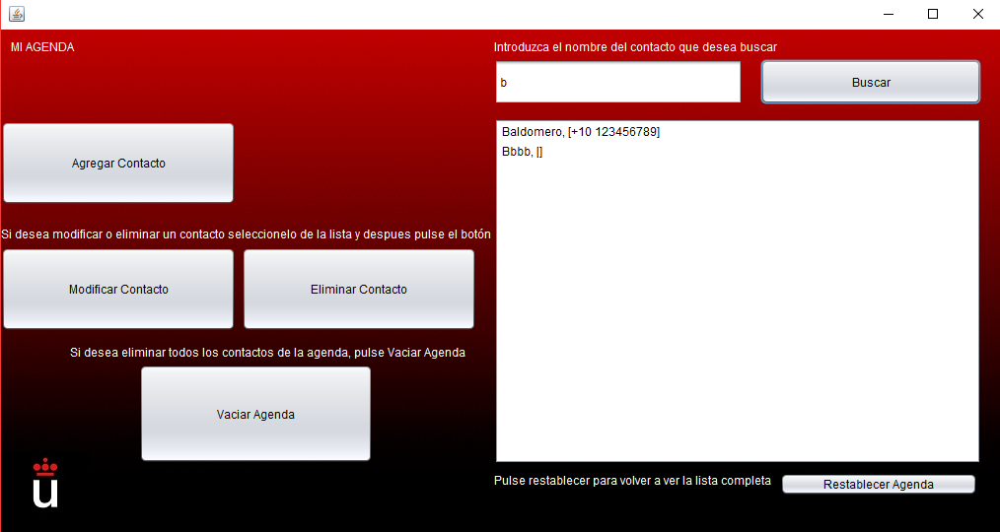 MI AGENDA
Introduzca el nombre del contacto que desea buscar
b
Buscar
Baldomero, [+10 123456789]
Bbbb, []
Agregar Contacto
Si desea modificar o eliminar un contacto seleccionelo de la lista y despues pulse el botón
Modificar Contacto
Eliminar Contacto
Si desea eliminar todos los contactos de la agenda, pulse Vaciar Agenda
Vaciar Agenda
u
Pulse restablecer para volver a ver la lista completa
Restablecer Agenda